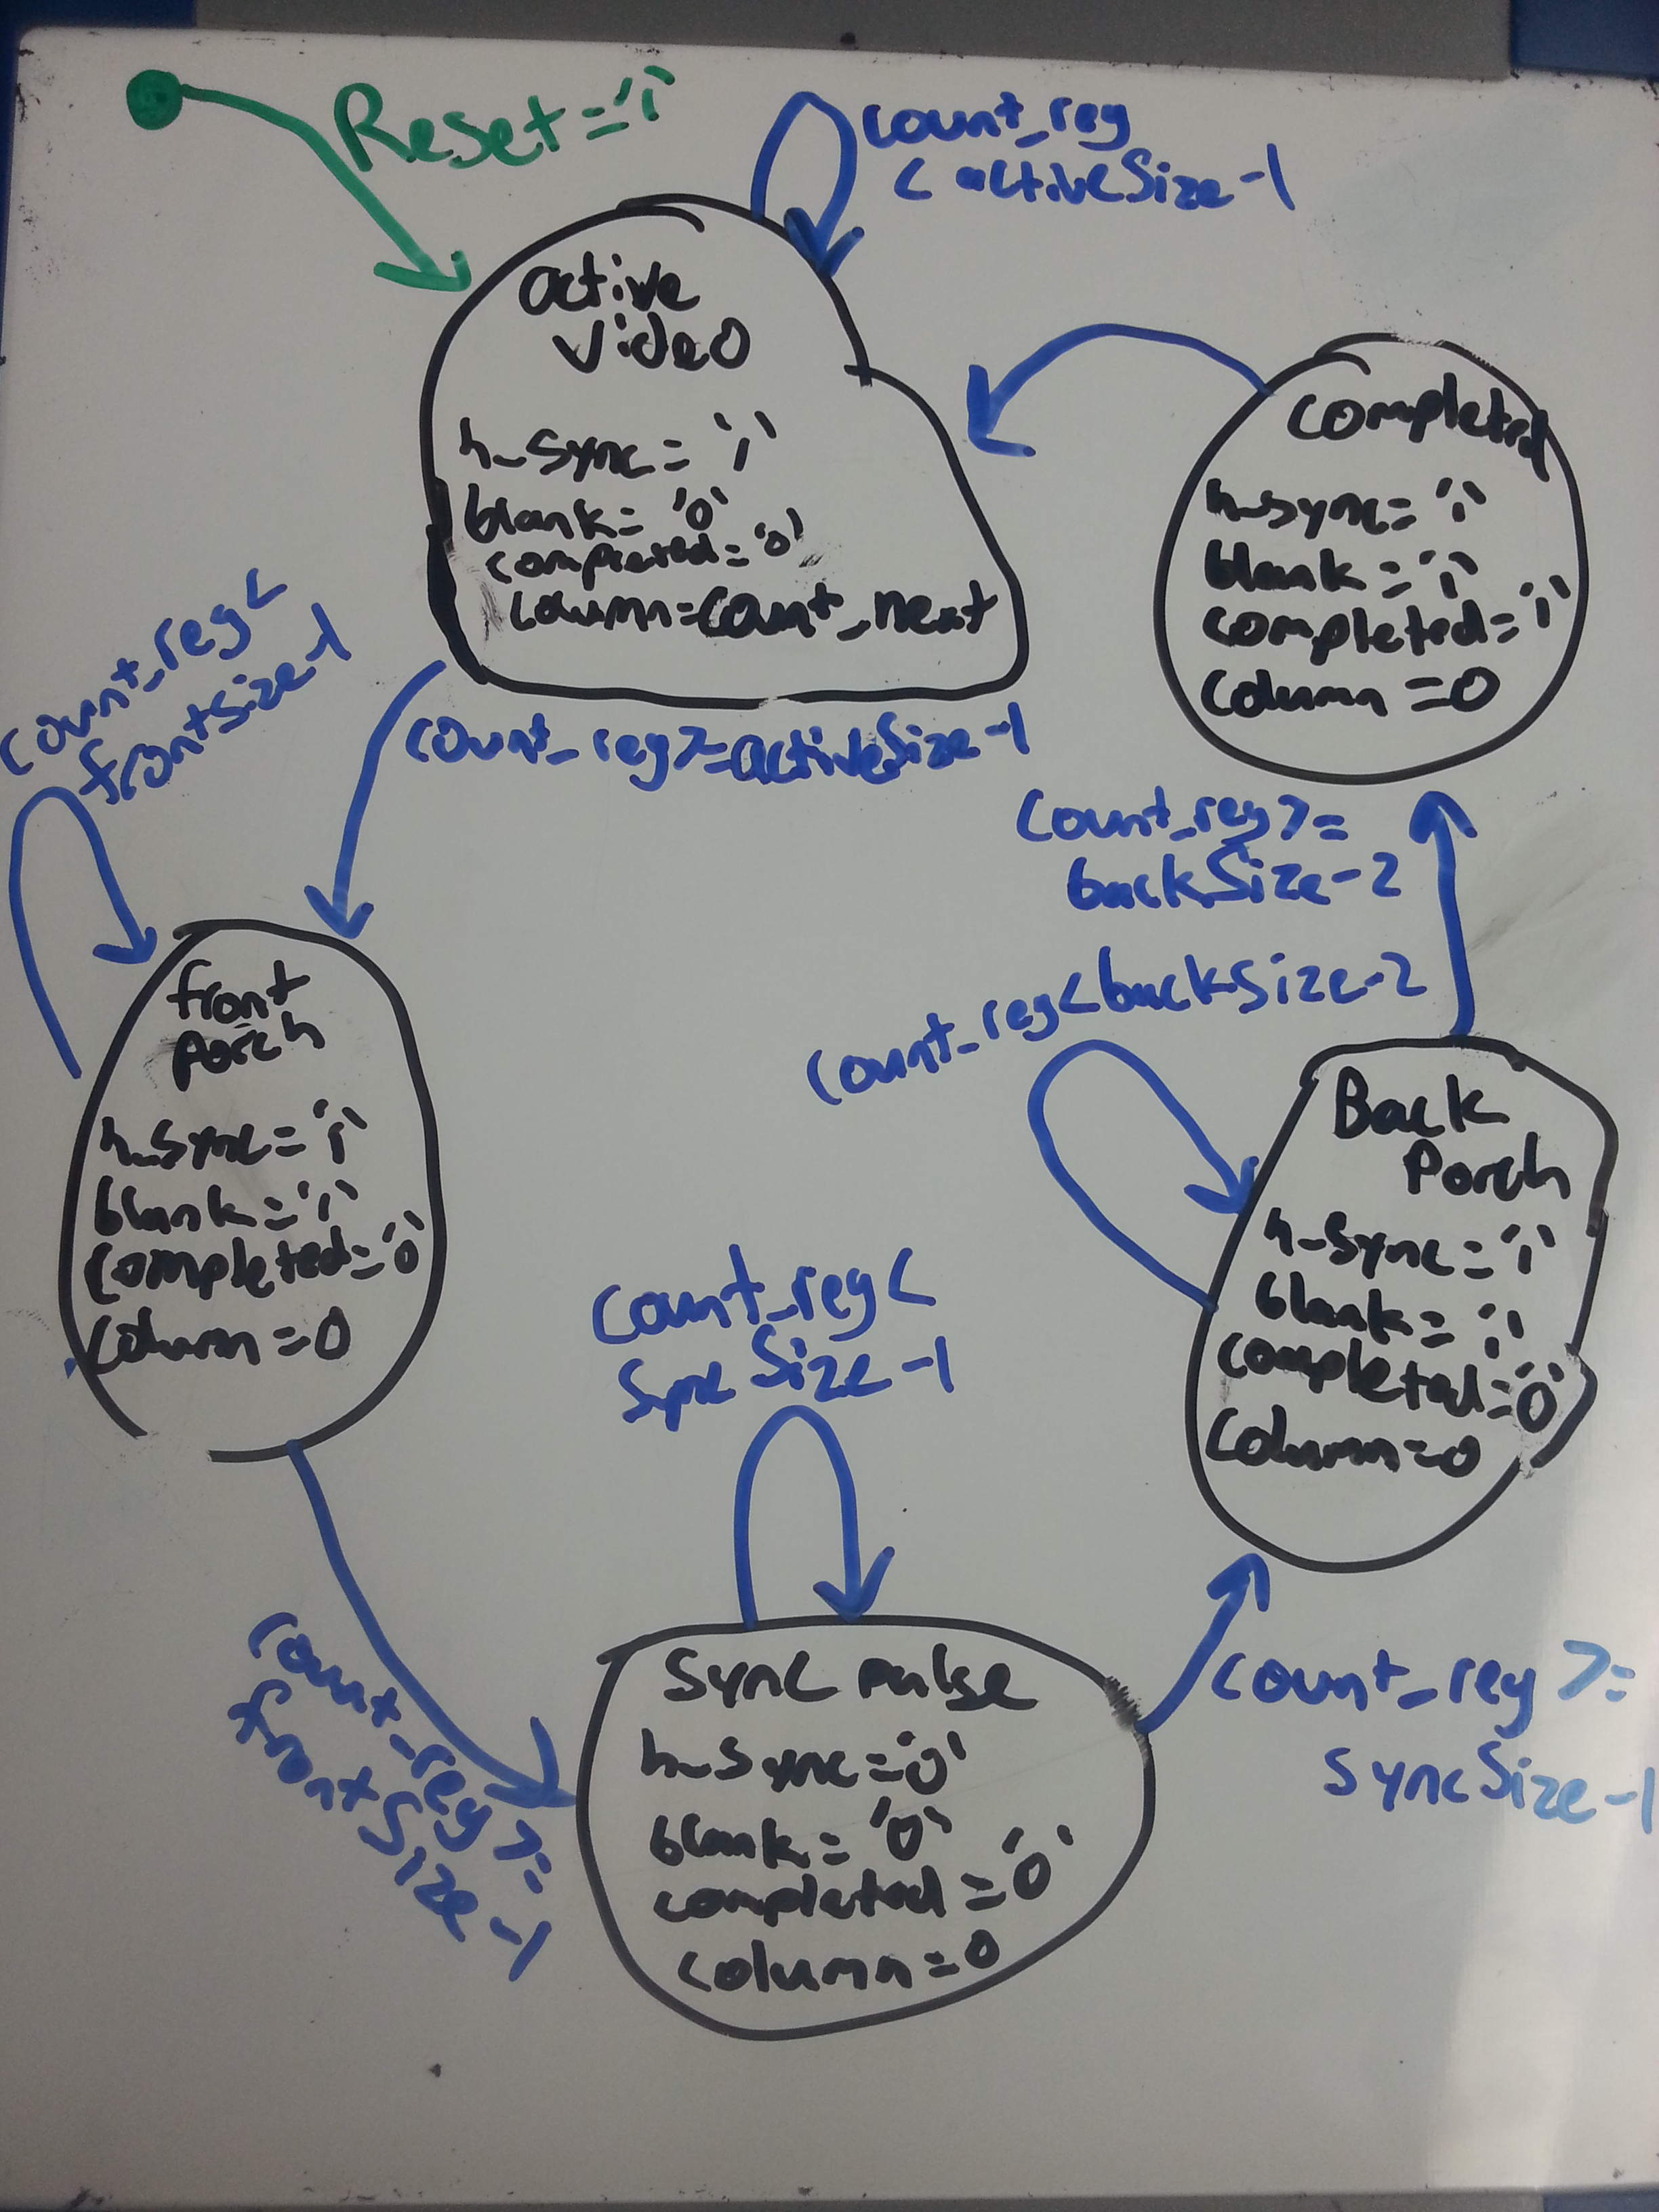 Reset='1'
count_reg
< activeSize-1
active
video
h_sync= '1'
blank= '0'
completed='0'
column=count_next
completed
h_sync='1'
blank='1'
completed='1'
column=0
count_reg<
frontsize-1
count_reg>=activeSize-1
count_reg>=
backSize-2
count_reg<backSize-2
front
porch
h_sync='1'
blank='1'
completed='0'
column=0
Back
Porch
h_sync='1'
blank='1'
completed='0'
column=0
count_reg<
SyncSize-1
count_reg>=
frontSize-1
Sync pulse
h_sync='0'
blank='0'
completed='0'
column=0
count_reg>=
syncSize-1